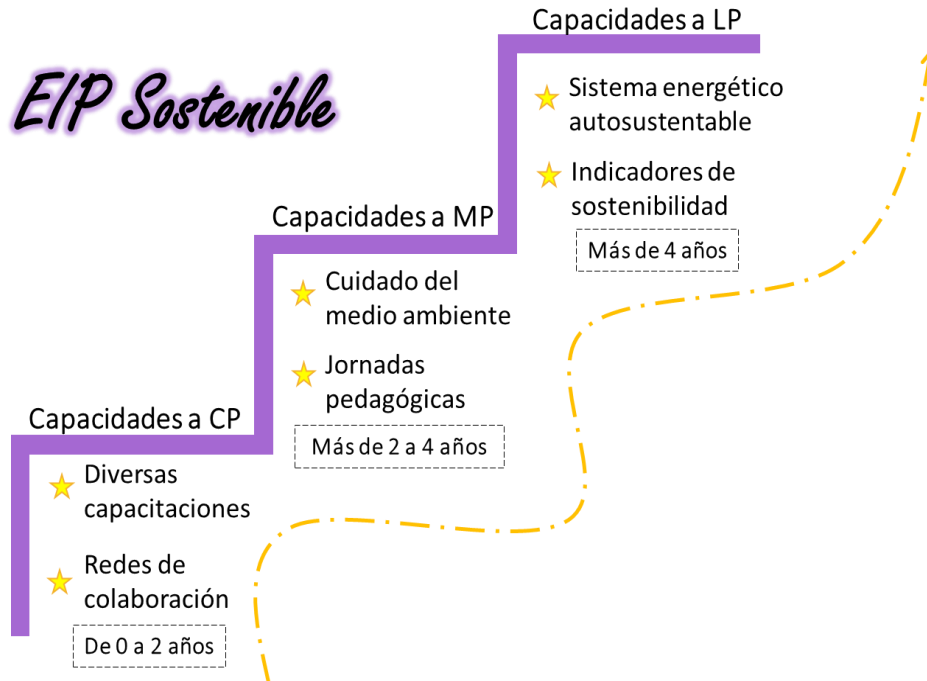 EIP Sostenible
Capacidades a LP
Sistema energético
autosustentable
Indicadores de
sostenibilidad
Más de 4 años
Capacidades a MP
Cuidado del
medio ambiente
Jornadas
pedagógicas
Más de 2 a 4 años
Capacidades a CP
Diversas
capacitaciones
Redes de
colaboración
De 0 a 2 años